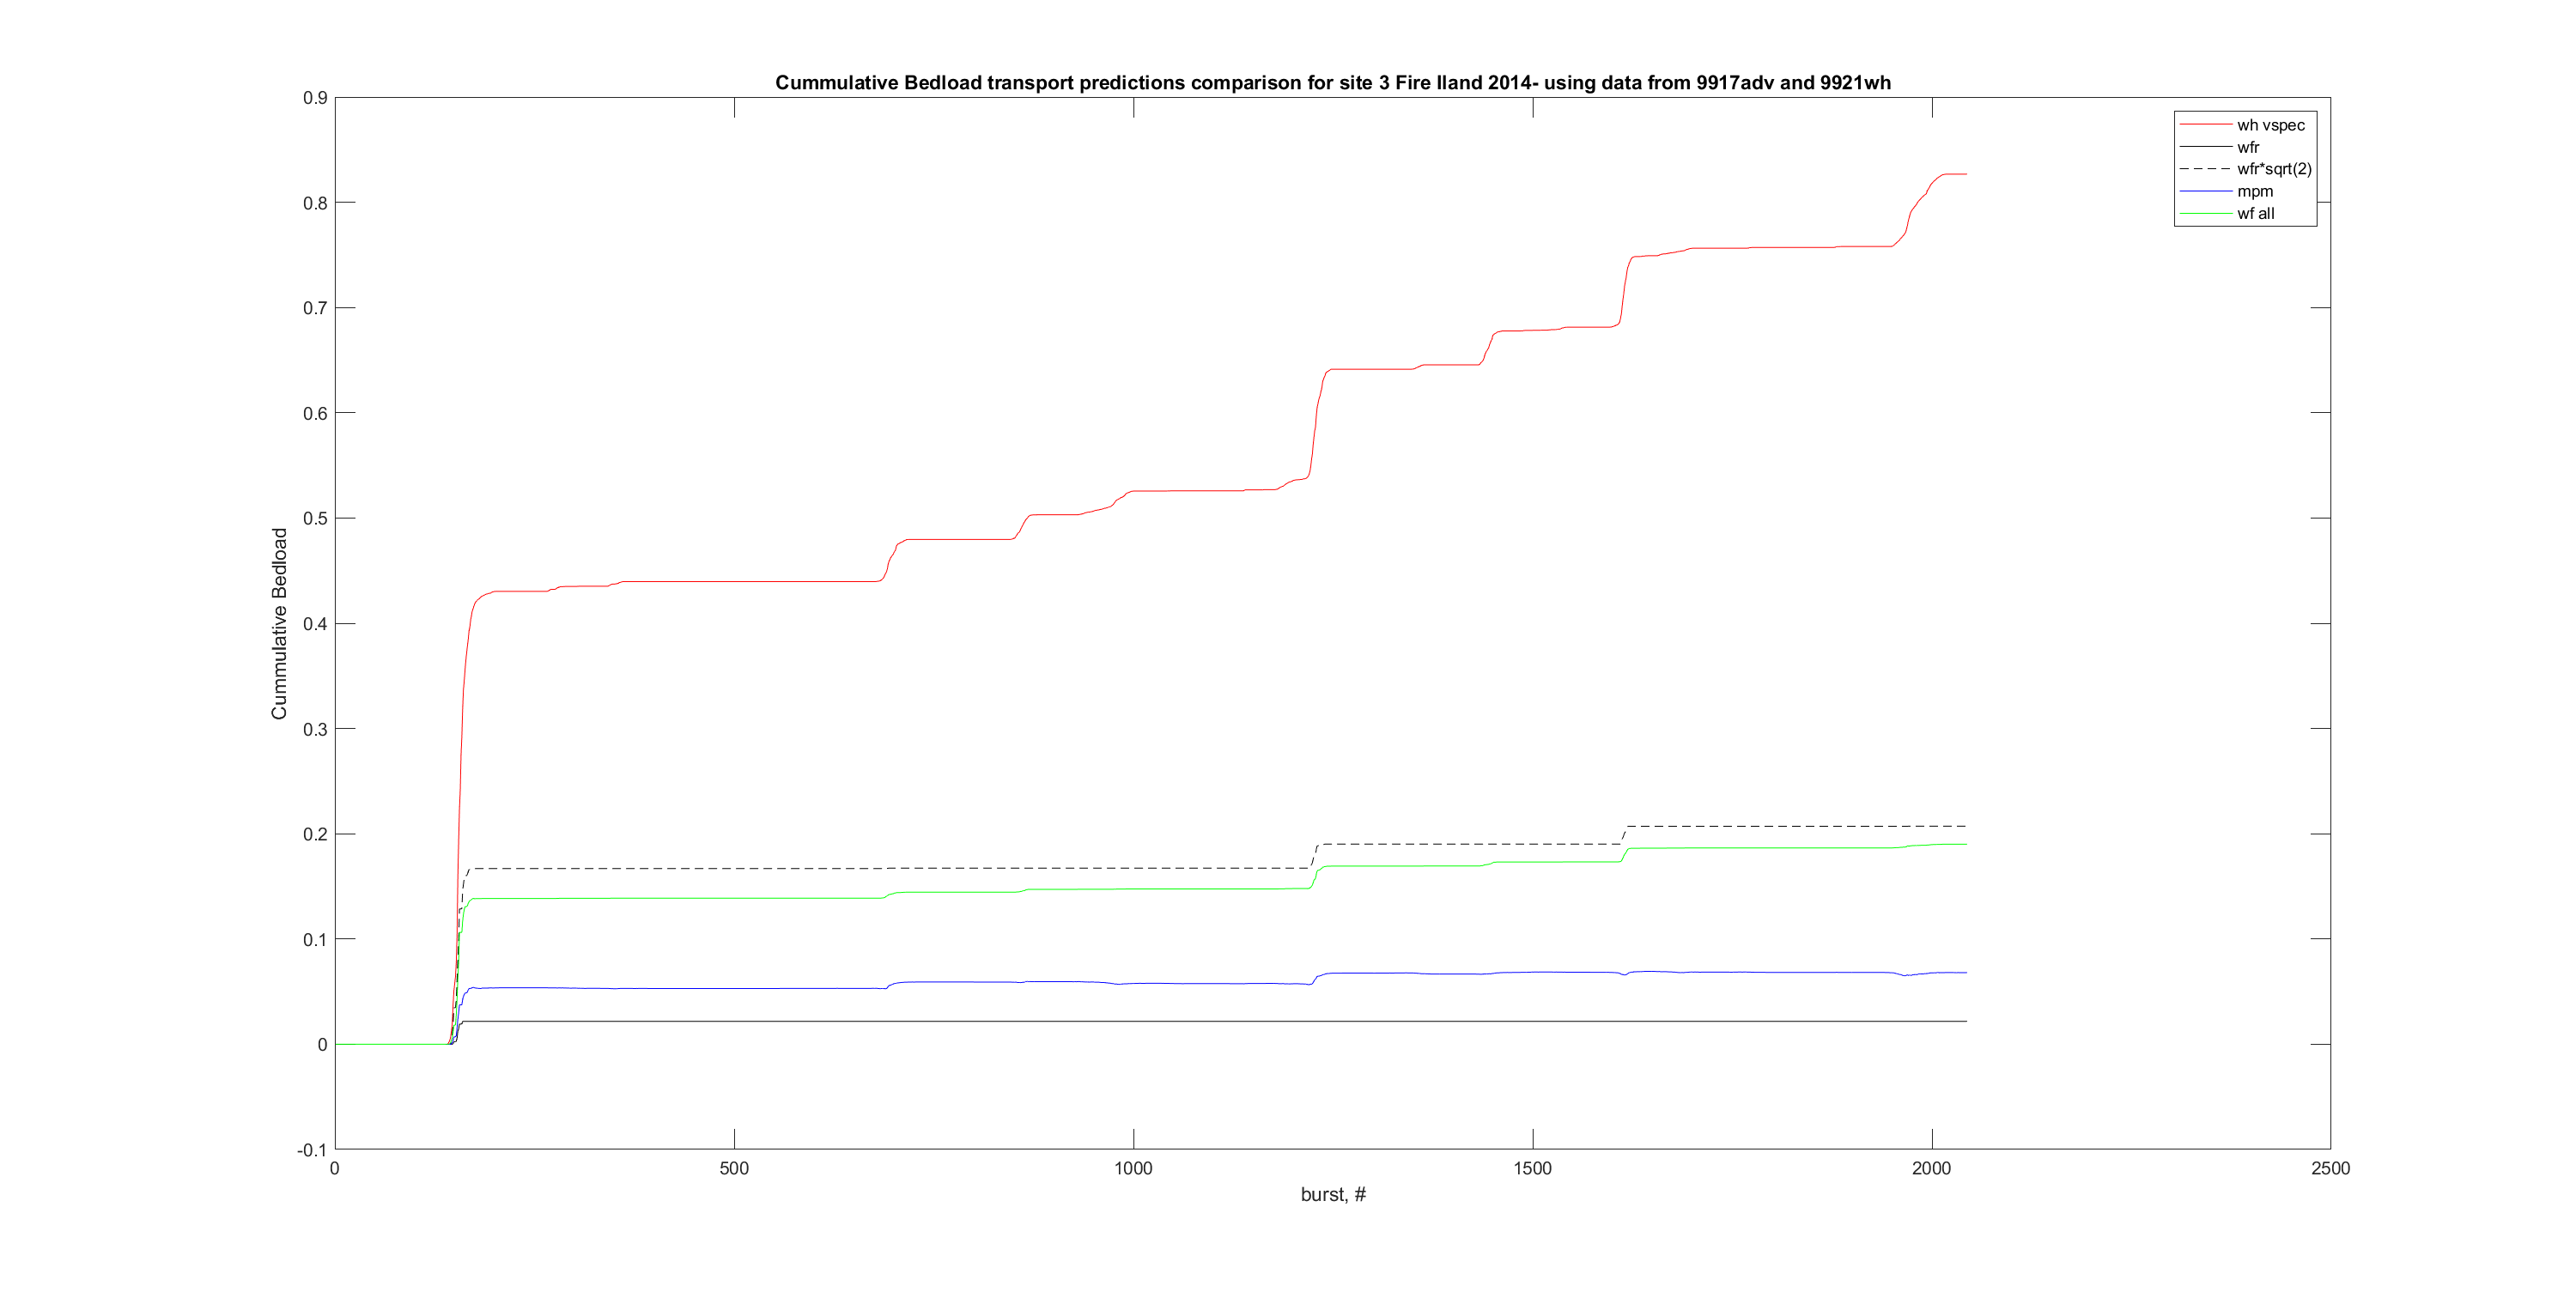 Cummulative Bedload transport predictions comparison for site 3 Fire Iland 2014- using data from 9917adv and 9921wh
0.9
0.8
0.7
0.6
0.5
0.4
0.3
0.2
0.1
0
-0.1
Cummulative Bedload
wh vspec
wfr
wfr*sqrt(2)
mpm
wf all
0
500
1000
1500
2000
2500
burst, #